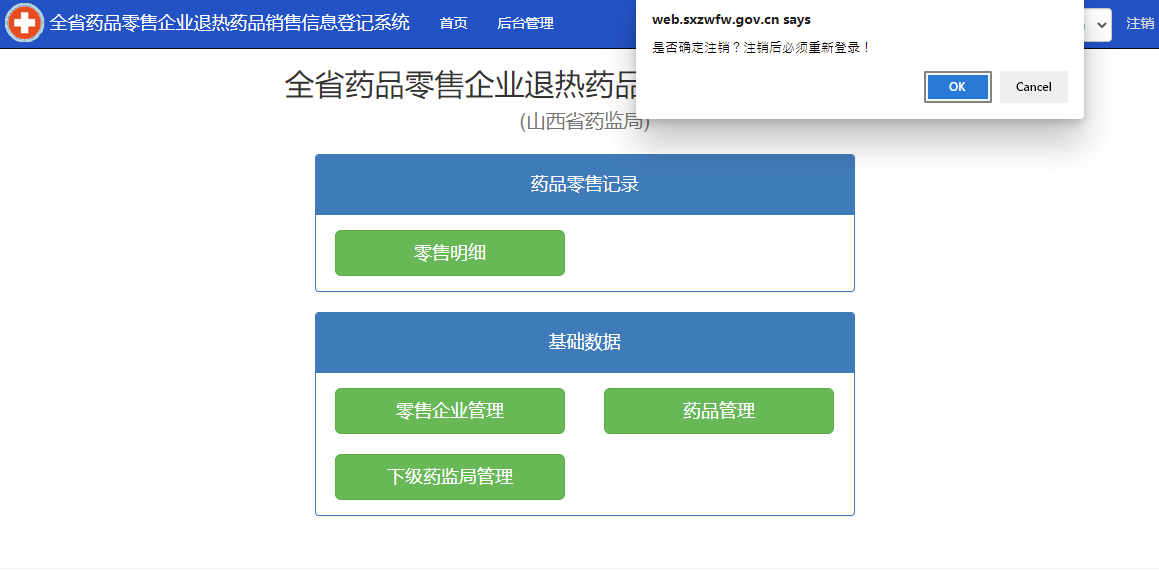 全省药品零售企业退热药品销售信息登记系统 首页 后台管理 注销
web.sxzwfw.gov.cn says
是否确定注销？注销后必须重新登录！
OK Cancel
全省药品零售企业退热药品
(山西省药监局)
药品零售记录
零售明细
基础数据
零售企业管理 药品管理
下级药监局管理